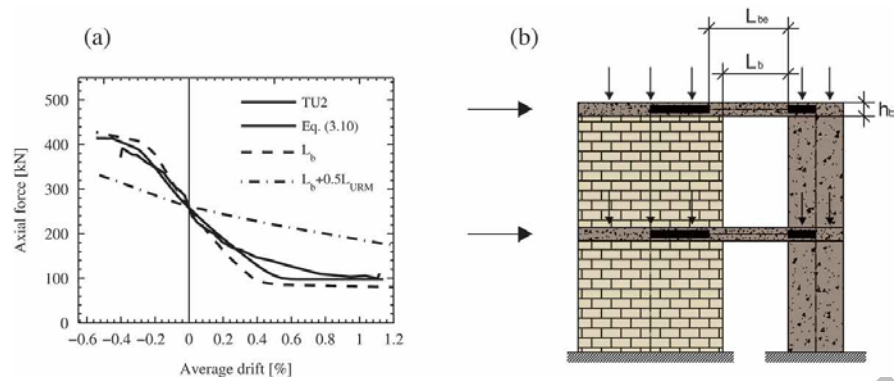 (a)
Axial force [kN]
500
400
300
200
100
0
TU2
Eq. (3.10)
L_b
L_b+0.5L_URM
-0.6 -0.4 -0.2 0 0.2 0.4 0.6 0.8 1 1.2
Average drift [%]
(b)
L_be
L_b